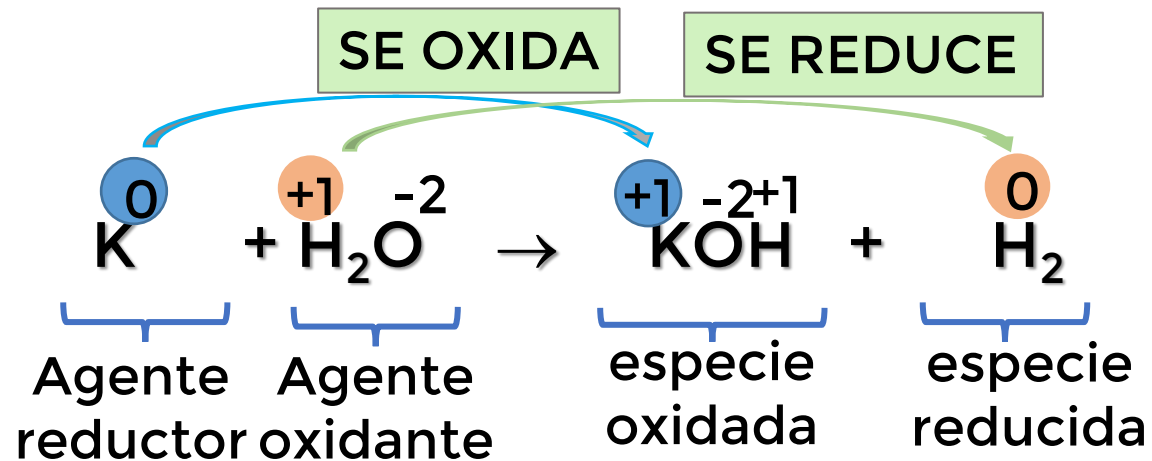 SE OXIDA SE REDUCE
0 +1 -2 +1 -2+1 0
K + H₂O → KOH + H₂
Agente reductor
Agente oxidante
especie oxidada
especie reducida